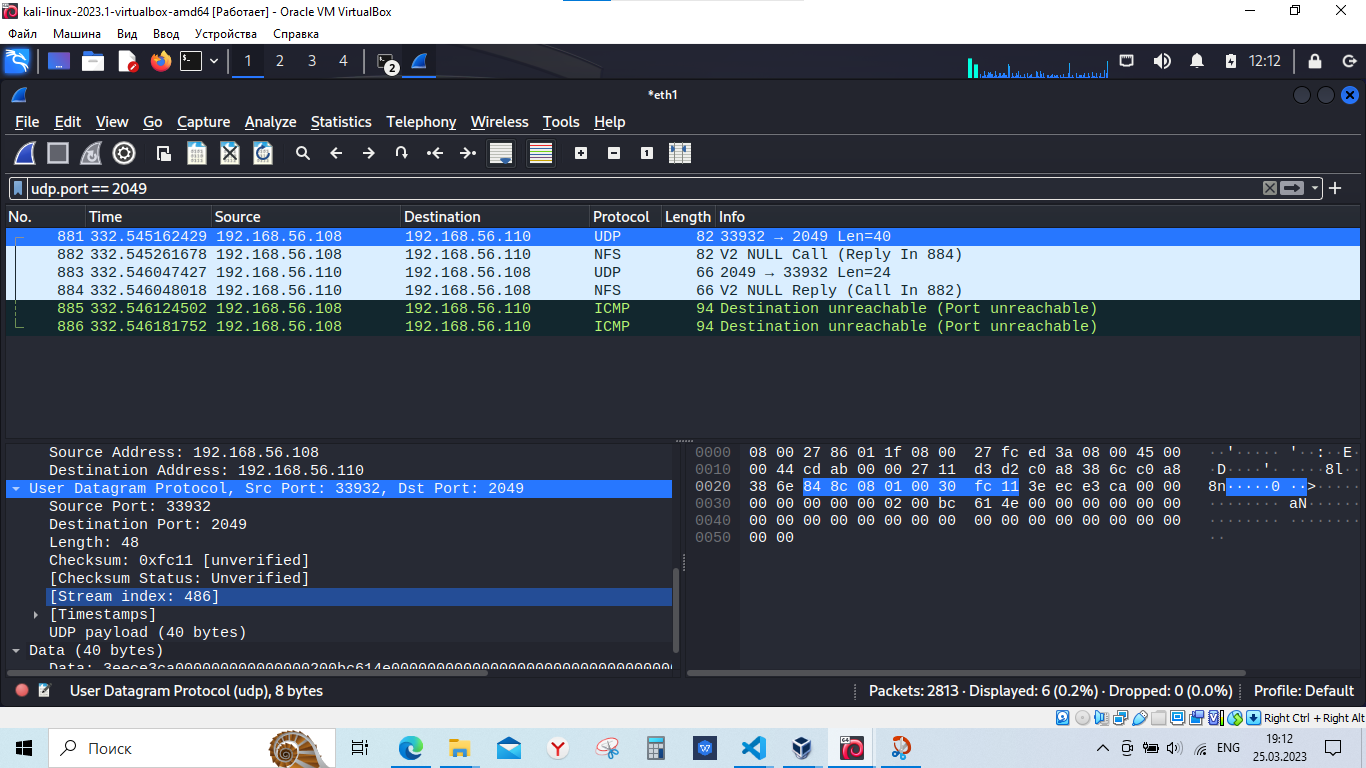 kali-linux-2023.1-virtualbox-amd64 [Работает] - Oracle VM VirtualBox
Файл Машина Вид Ввод Устройства Справка
1 2 3 4 2 12:12
*eth1
File Edit View Go Capture Analyze Statistics Telephony Wireless Tools Help
udp.port == 2049
No. Time Source Destination Protocol Length Info
881 332.545162429 192.168.56.108 192.168.56.110 UDP 82 33932 → 2049 Len=40
882 332.545261678 192.168.56.108 192.168.56.110 NFS 82 V2 NULL Call (Reply In 884)
883 332.546047427 192.168.56.110 192.168.56.108 UDP 66 2049 → 33932 Len=24
884 332.546048018 192.168.56.110 192.168.56.108 NFS 66 V2 NULL Reply (Call In 882)
885 332.546124502 192.168.56.108 192.168.56.110 ICMP 94 Destination unreachable (Port unreachable)
886 332.546181752 192.168.56.108 192.168.56.110 ICMP 94 Destination unreachable (Port unreachable)
Source Address: 192.168.56.108
Destination Address: 192.168.56.110
User Datagram Protocol, Src Port: 33932, Dst Port: 2049
Source Port: 33932
Destination Port: 2049
Length: 48
Checksum: 0xfc11 [unverified]
[Checksum Status: Unverified]
[Stream index: 486]
[Timestamps]
UDP payload (40 bytes)
Data (40 bytes)
0000 08 00 27 86 01 1f 08 00 27 fc ed 3a 08 00 45 00 ··'····· '··:··E·
0010 00 44 cd ab 00 00 27 11 d3 d2 c0 a8 38 6c c0 a8 ·D····'· ····8l··
0020 38 6e 84 8c 08 01 00 30 fc 11 3e ec e3 ca 00 00 8n·····0 ··>·····
0030 00 00 00 00 00 02 00 bc 61 4e 00 00 00 00 00 00 ········ aN······
0040 00 00 00 00 00 00 00 00 00 00 00 00 00 00 00 00 ········ ········
0050 00 00 ··
User Datagram Protocol (udp), 8 bytes
Packets: 2813 · Displayed: 6 (0.2%) · Dropped: 0 (0.0%)
Profile: Default
Right Ctrl + Right Alt
Поиск
ENG
19:12
25.03.2023